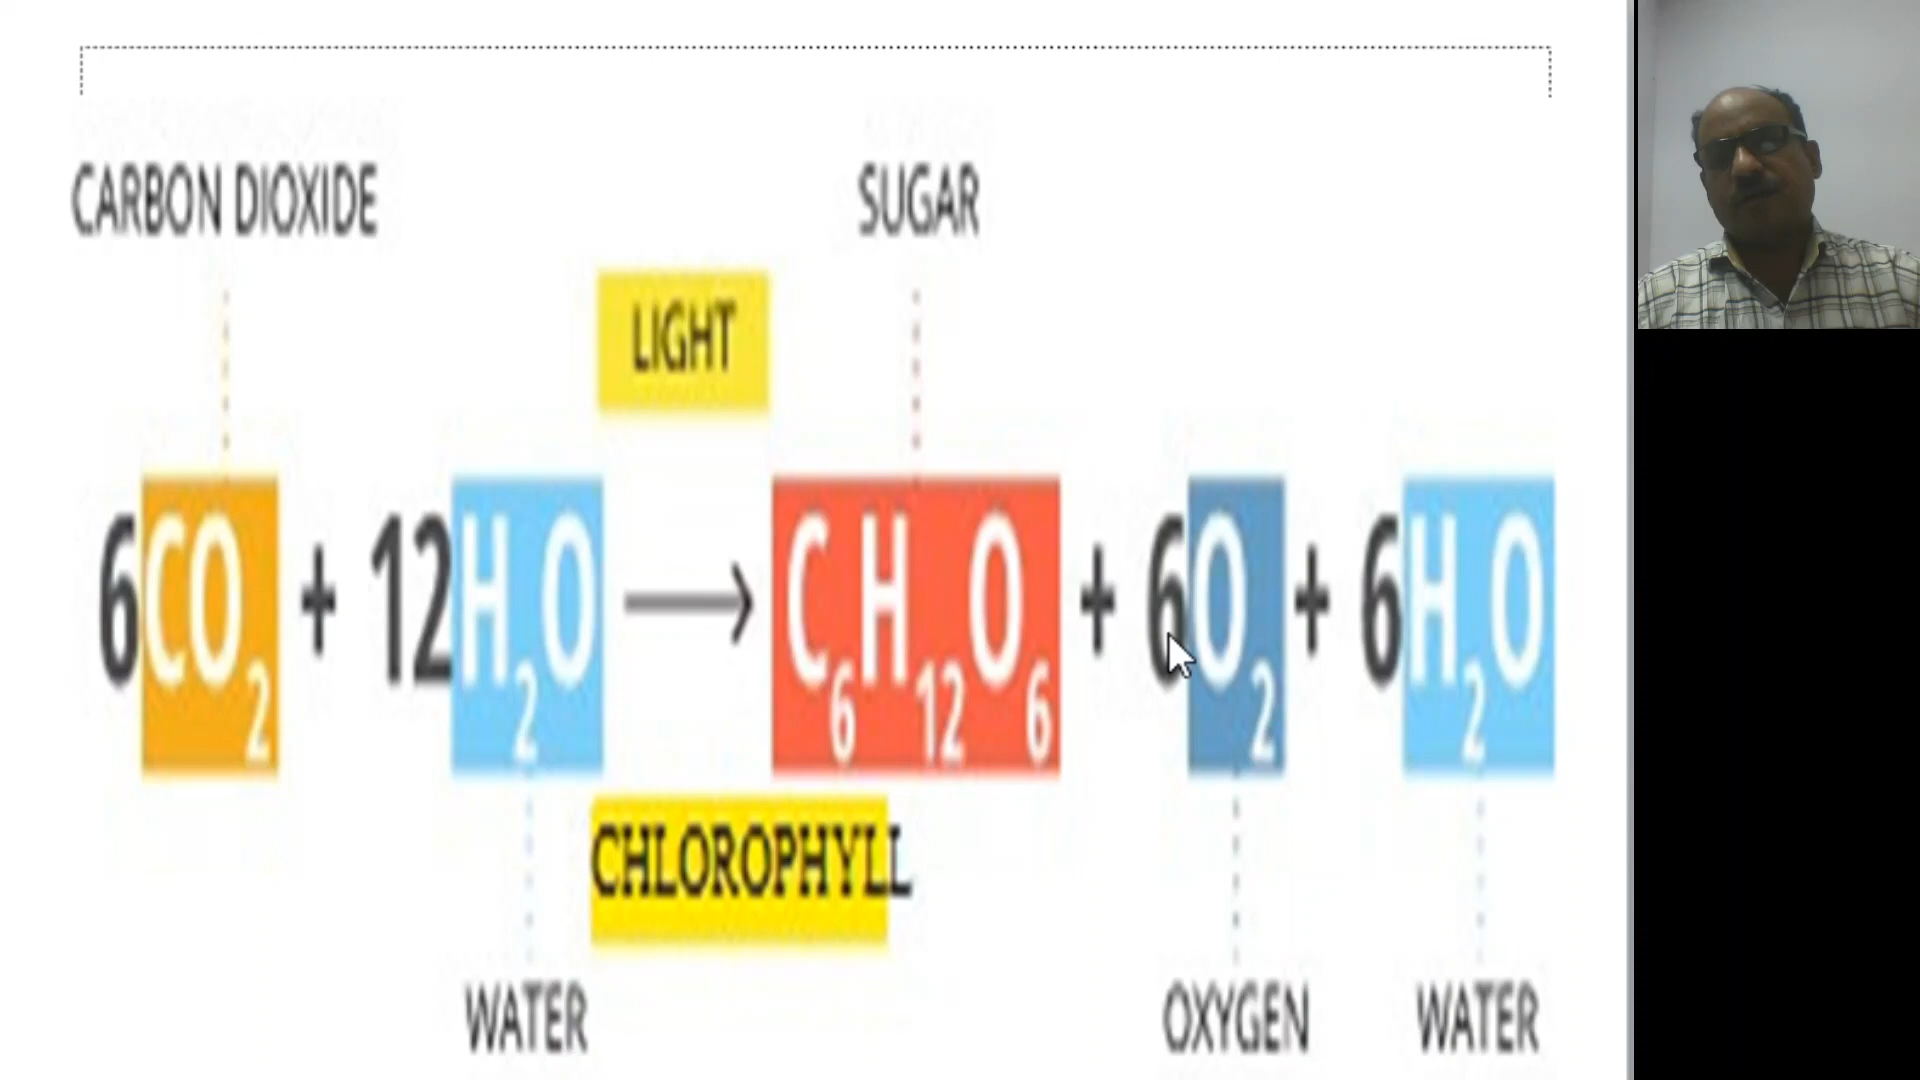 CARBON DIOXIDE
SUGAR
LIGHT
6CO₂ + 12H₂O → C₆H₁₂O₆ + 6O₂ + 6H₂O
CHLOROPHYLL
WATER
OXYGEN
WATER